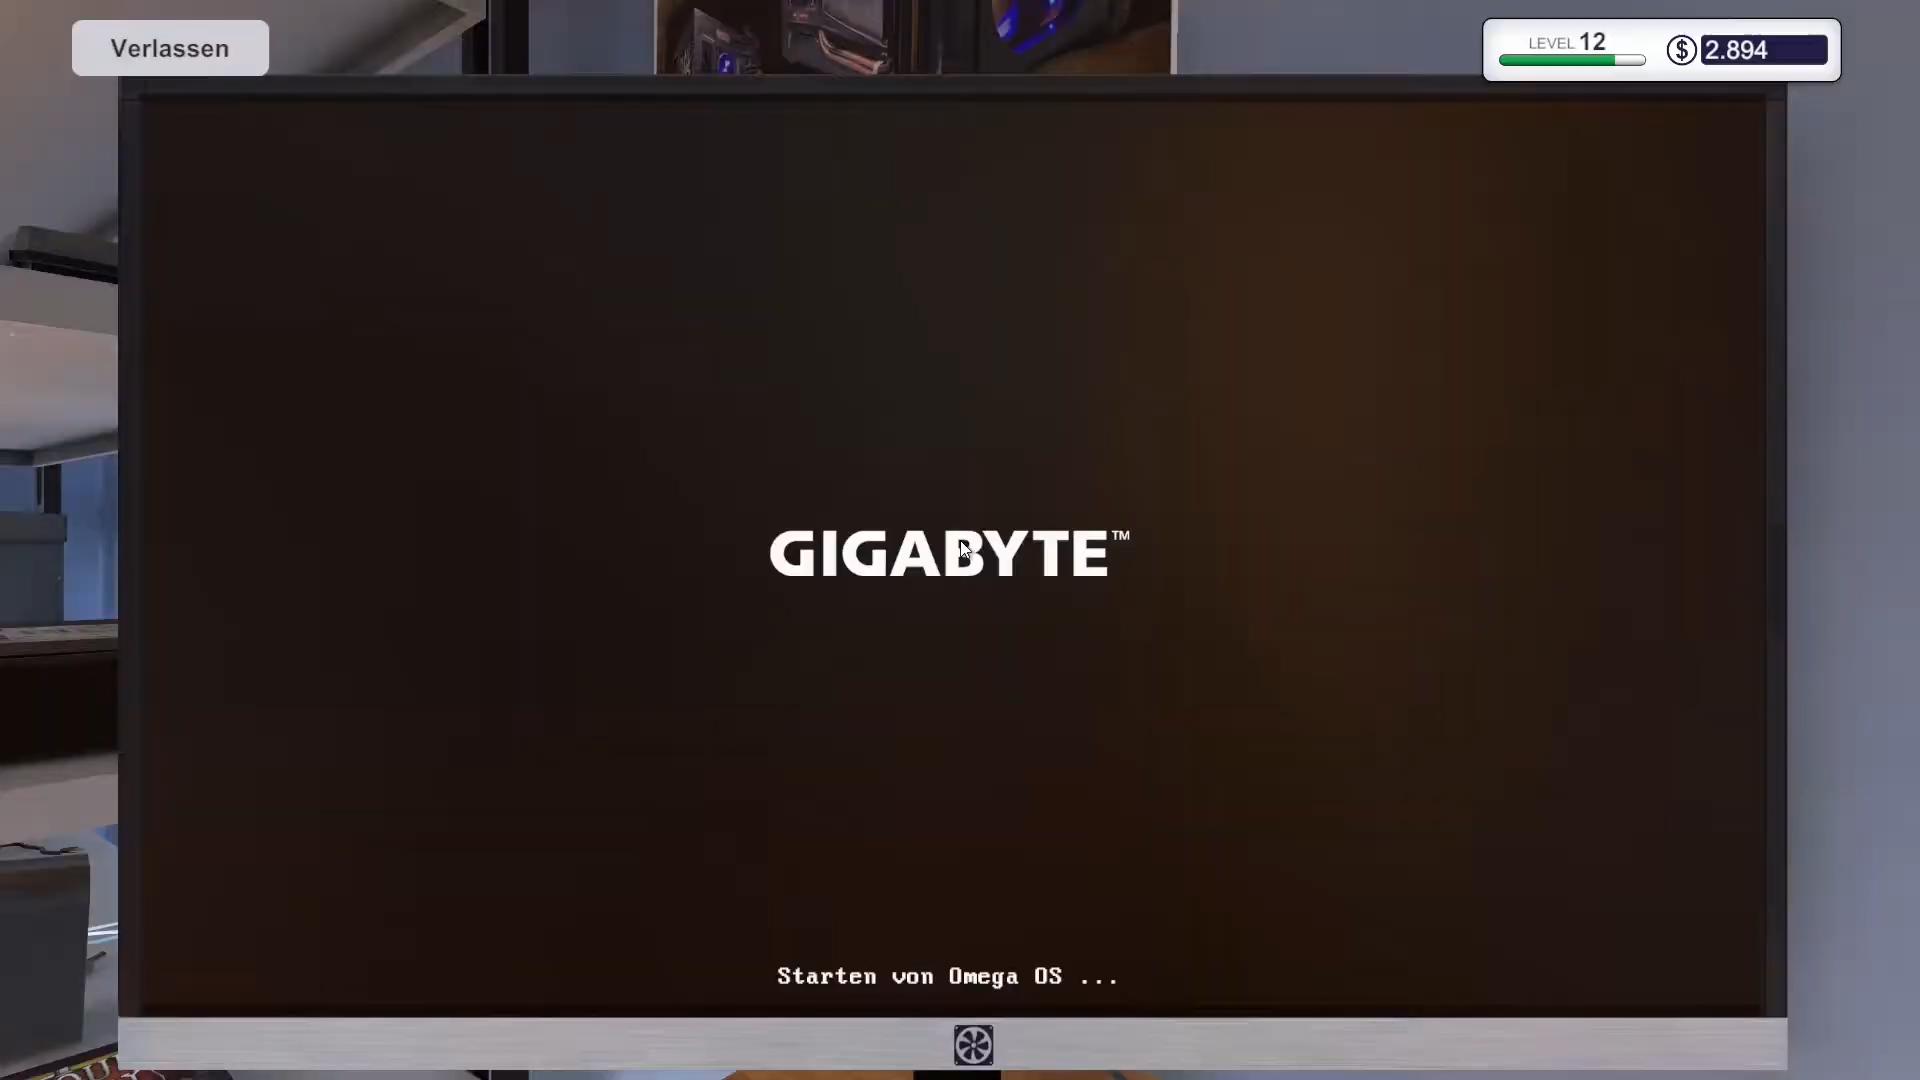 Verlassen
LEVEL 12
$ 2.894
GIGABYTE™
Starten von Omega OS ...